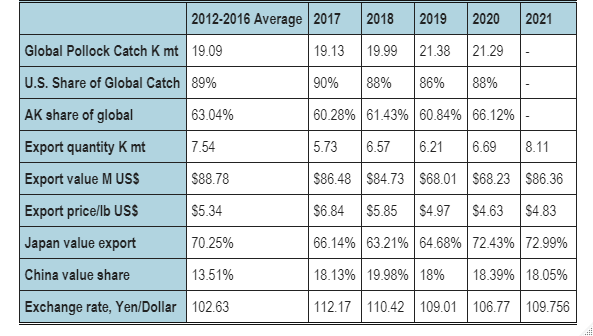 2012-2016 Average 2017 2018 2019 2020 2021
Global Pollock Catch K mt 19.09 19.13 19.99 21.38 21.29 -
U.S. Share of Global Catch 89% 90% 88% 86% 88% -
AK share of global 63.04% 60.28% 61.43% 60.84% 66.12% -
Export quantity K mt 7.54 5.73 6.57 6.21 6.69 8.11
Export value M US$ $88.78 $86.48 $84.73 $68.01 $68.23 $86.36
Export price/lb US$ $5.34 $6.84 $5.85 $4.97 $4.63 $4.83
Japan value export 70.25% 66.14% 63.21% 64.68% 72.43% 72.99%
China value share 13.51% 18.13% 19.98% 18% 18.39% 18.05%
Exchange rate, Yen/Dollar 102.63 112.17 110.42 109.01 106.77 109.756